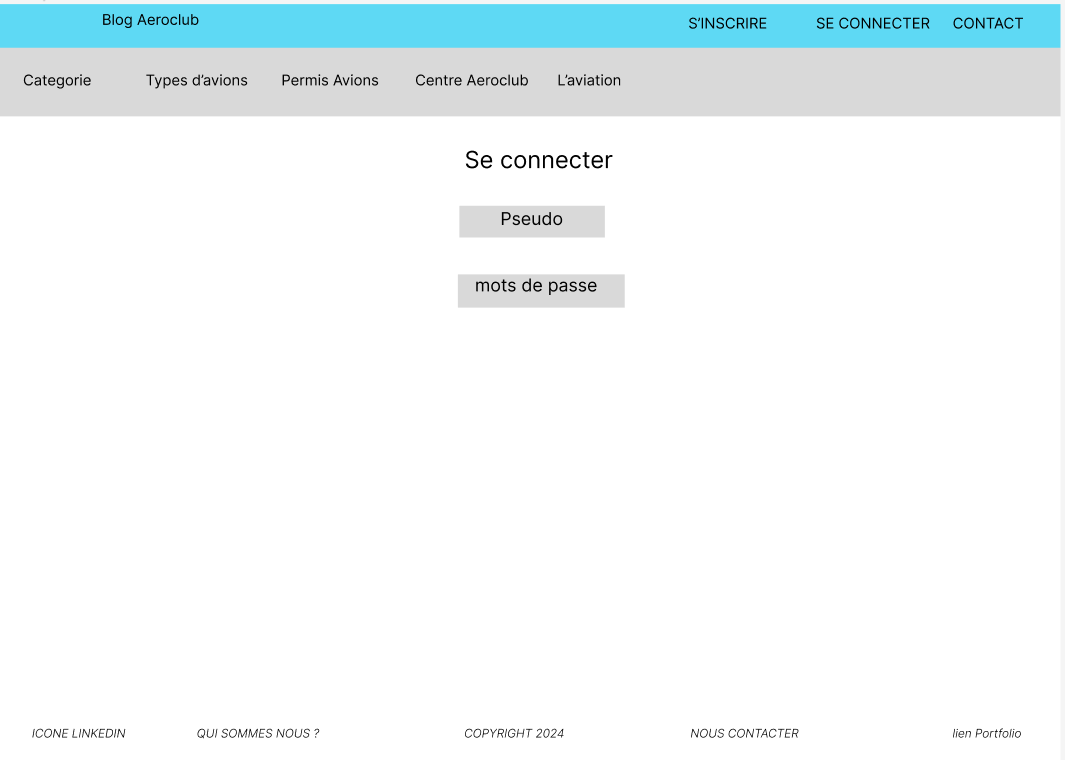 Blog Aeroclub
S'INSCRIRE SE CONNECTER CONTACT
Categorie Types d'avions Permis Avions Centre Aeroclub L'aviation
Se connecter
Pseudo
mots de passe
ICONE LINKEDIN QUI SOMMES NOUS ? COPYRIGHT 2024 NOUS CONTACTER lien Portfolio